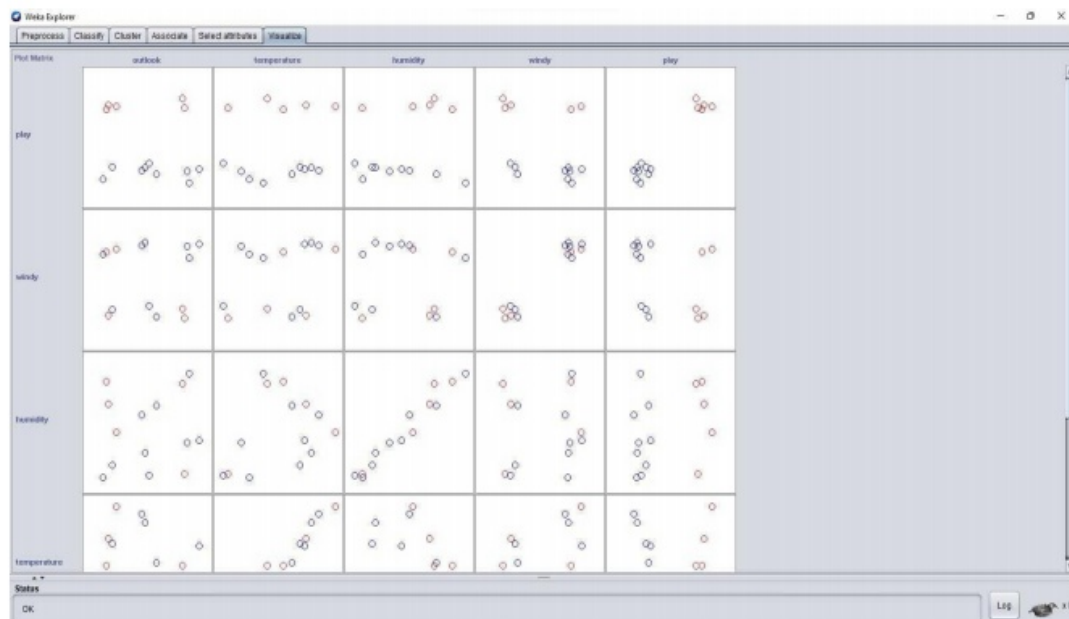 Weka Explorer
Preprocess Classify Cluster Associate Select attributes Visualize
Plot Matrix outlook temperature humidity windy play
play
windy
humidity
temperature
Status
OK
Log